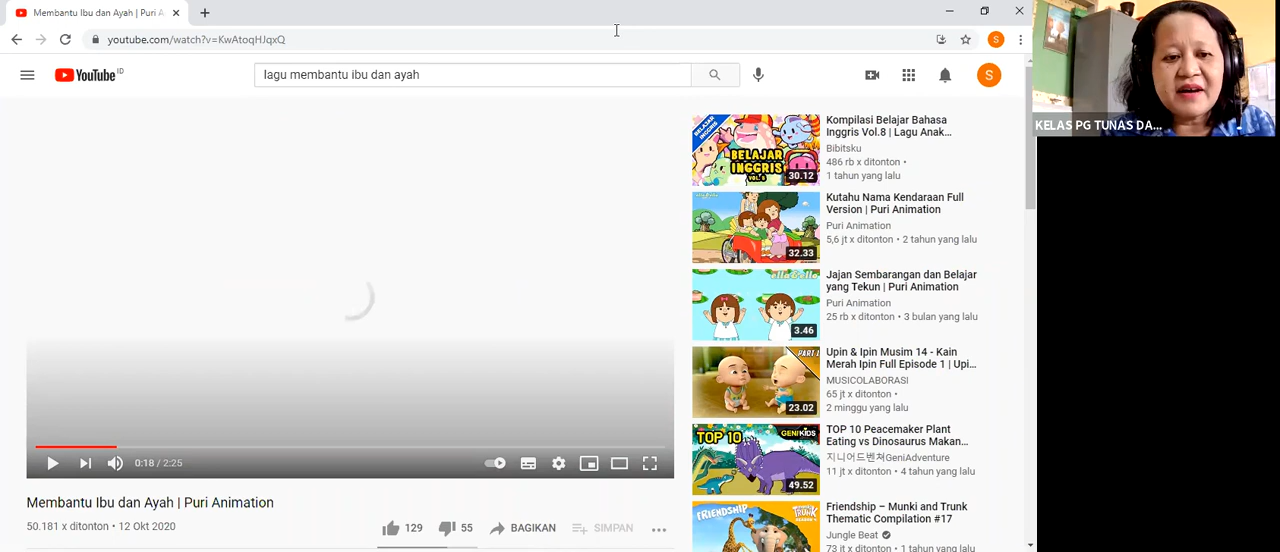 Membantu Ibu dan Ayah | Puri A
youtube.com/watch?v=KwAtoqHJqxQ
S
YouTube ID
lagu membantu ibu dan ayah
S
KELAS PG TUNAS DA...
BELAJAR INGGRIS
BELAJAR
INGGRIS
VOL.8
30.12
Kompilasi Belajar Bahasa
Inggris Vol.8 | Lagu Anak...
Bibitsku
486 rb x ditonton •
1 tahun yang lalu
32.33
Kutahu Nama Kendaraan Full
Version | Puri Animation
Puri Animation
5,6 jt x ditonton • 2 tahun yang lalu
3.46
Jajan Sembarangan dan Belajar
yang Tekun | Puri Animation
Puri Animation
25 rb x ditonton • 3 bulan yang lalu
PART 1
23.02
Upin & Ipin Musim 14 - Kain
Merah Ipin Full Episode 1 | Upi...
MUSICOLABORASI
65 jt x ditonton •
2 minggu yang lalu
TOP 10
GENIKIDS
49.52
TOP 10 Peacemaker Plant
Eating vs Dinosaurus Makan...
지니어드벤쳐GeniAdventure
11 jt x ditonton • 4 tahun yang lalu
FRIENDSHIP
Friendship – Munki and Trunk
Thematic Compilation #17
Jungle Beat
73 jt x ditonton • 1 tahun yang lalu
0:18 / 2:25
Membantu Ibu dan Ayah | Puri Animation
50.181 x ditonton • 12 Okt 2020
129
55
BAGIKAN
SIMPAN